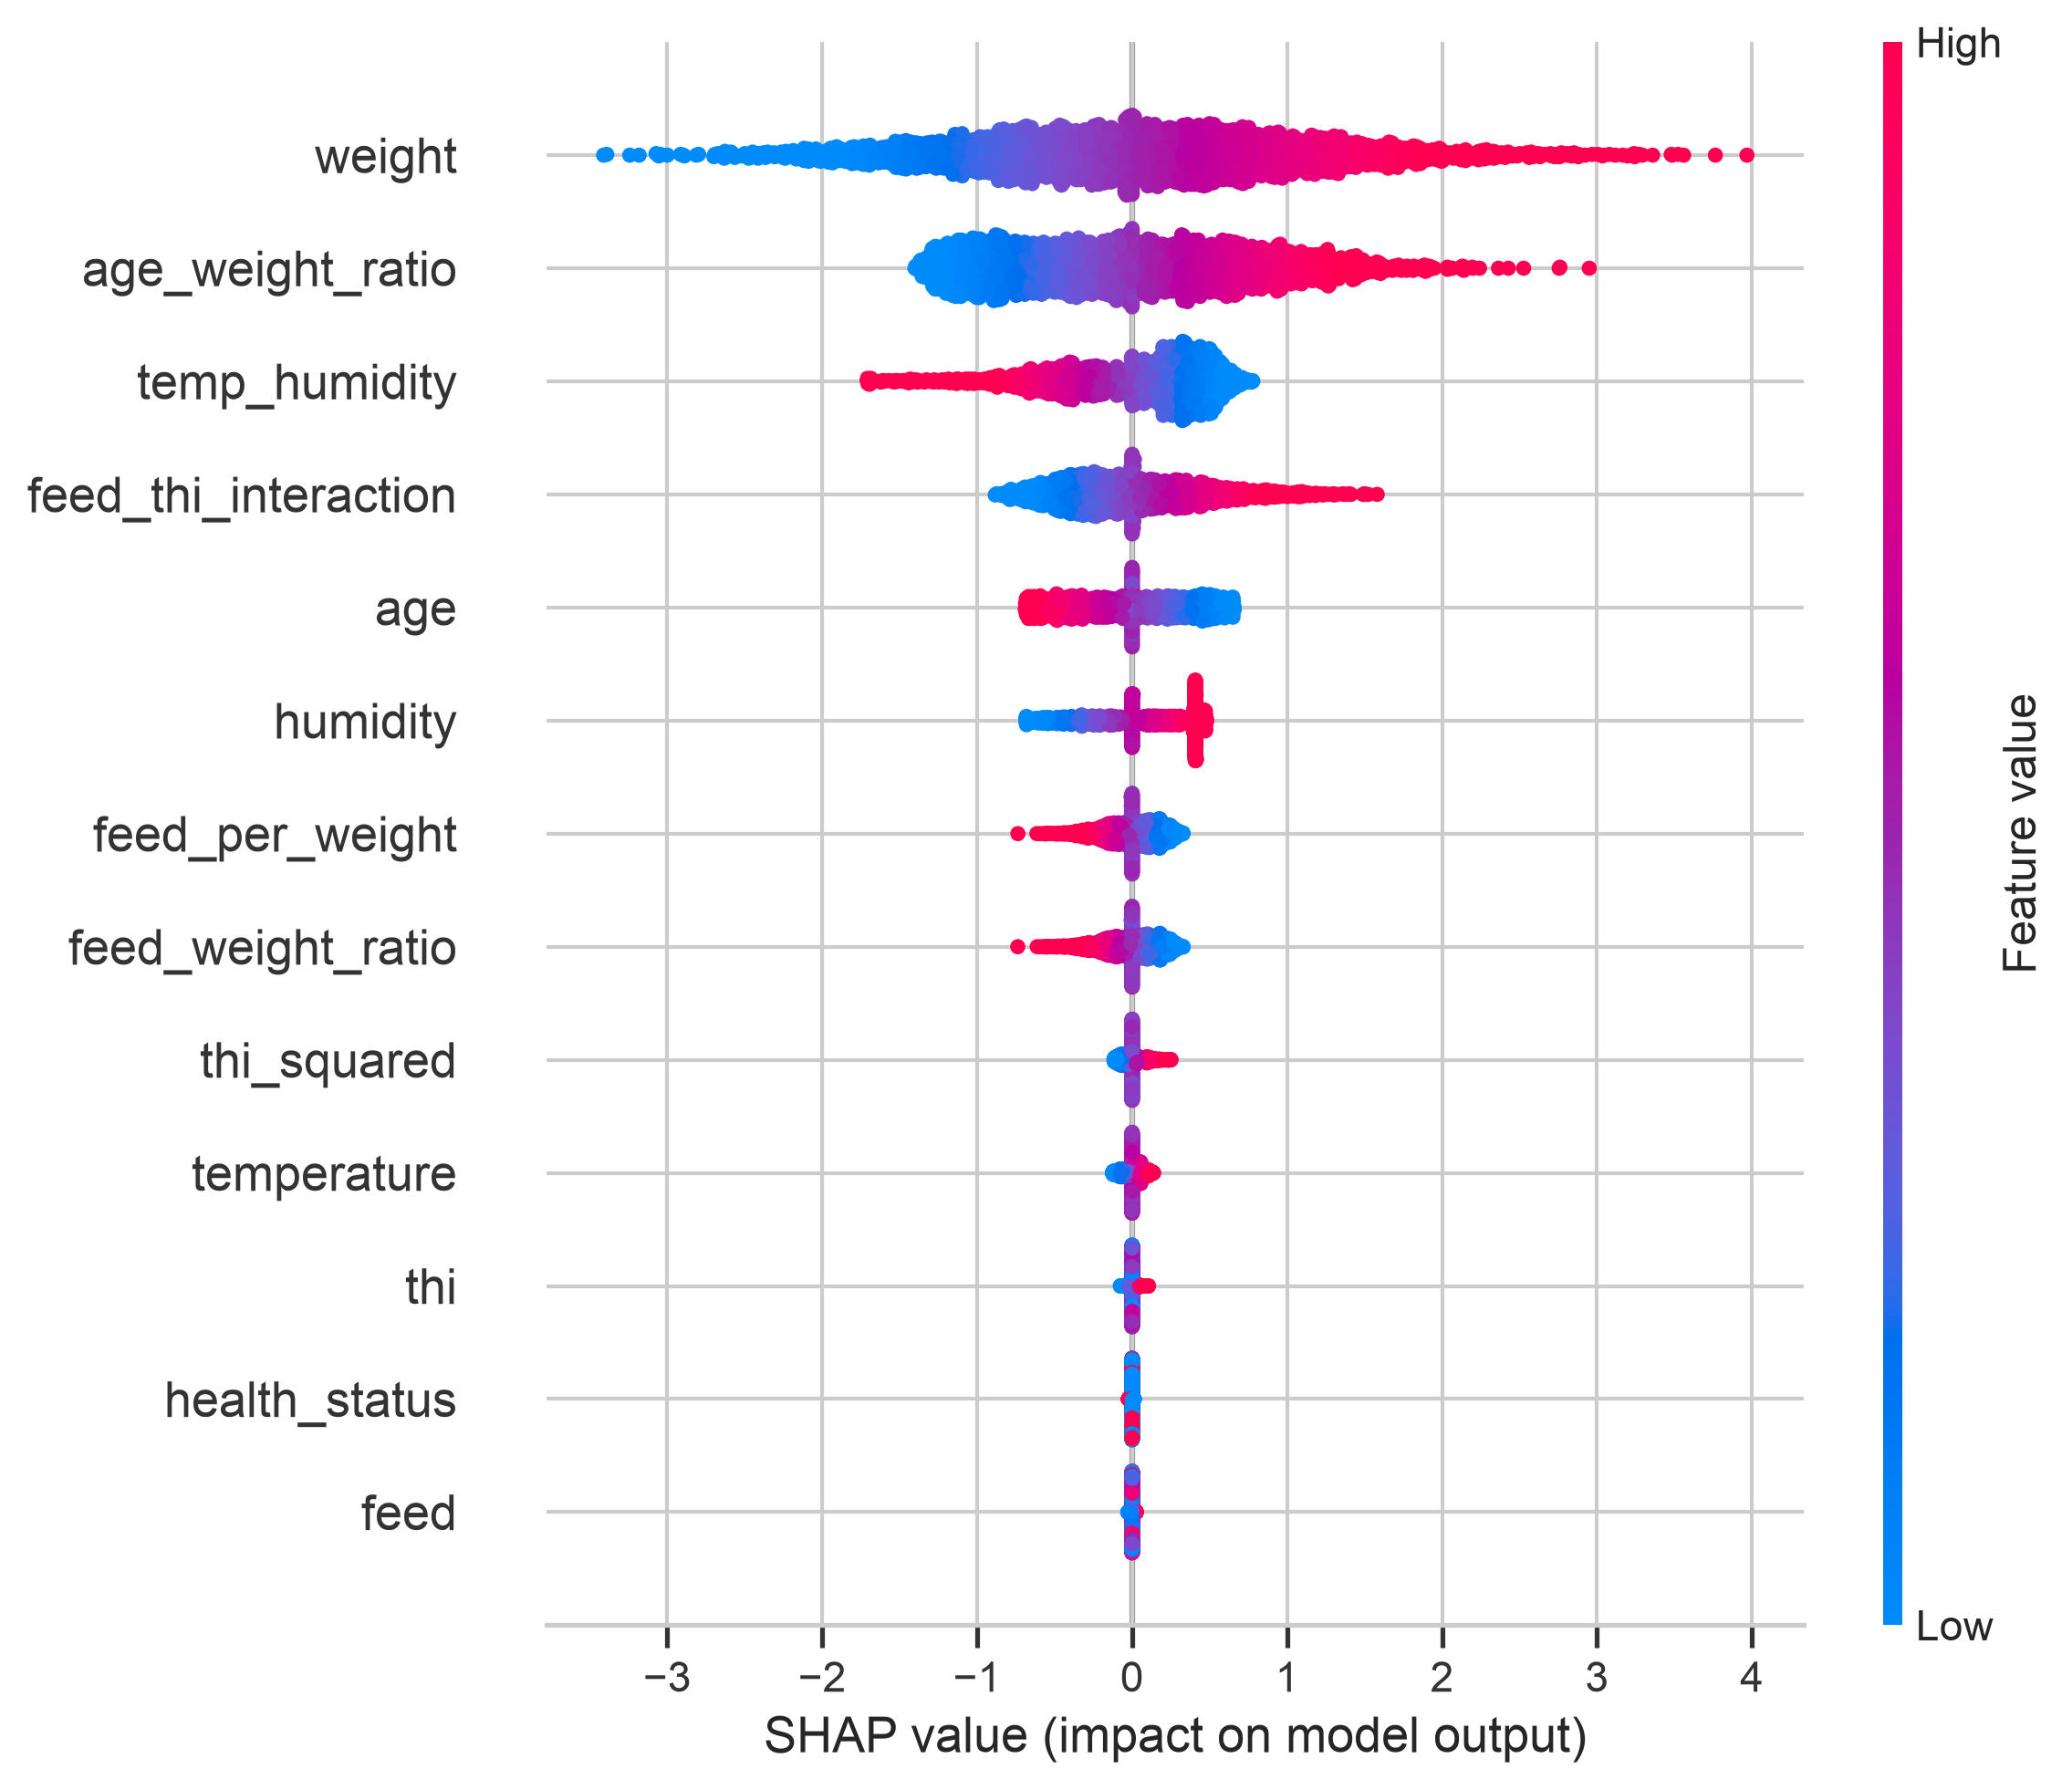 High
weight
age_weight_ratio
temp_humidity
feed_thi_interaction
age
humidity
feed_per_weight
feed_weight_ratio
thi_squared
temperature
thi
health_status
feed
Feature value
Low
−3 −2 −1 0 1 2 3 4
SHAP value (impact on model output)